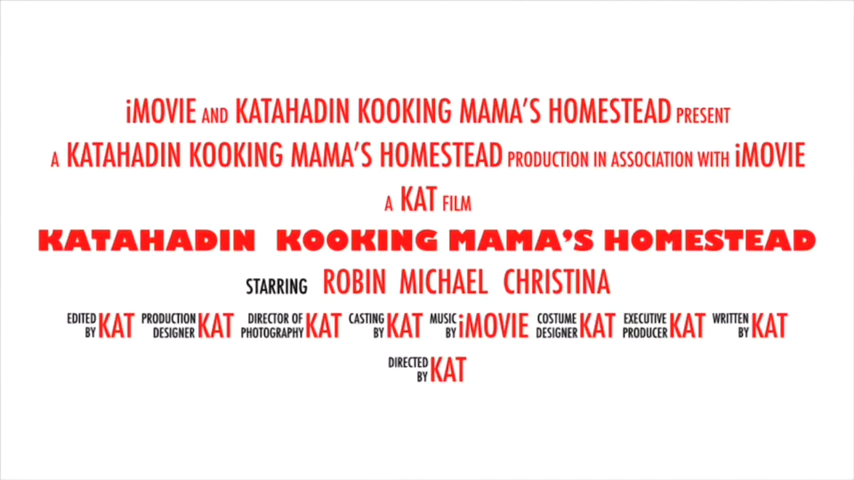 iMOVIE AND KATAHADIN KOOKING MAMA'S HOMESTEAD PRESENT
A KATAHADIN KOOKING MAMA'S HOMESTEAD PRODUCTION IN ASSOCIATION WITH iMOVIE
A KAT FILM
KATAHADIN KOOKING MAMA'S HOMESTEAD
STARRING ROBIN MICHAEL CHRISTINA
EDITED BY KAT PRODUCTION DESIGNER KAT DIRECTOR OF PHOTOGRAPHY KAT CASTING BY KAT MUSIC BY iMOVIE COSTUME DESIGNER KAT EXECUTIVE PRODUCER KAT WRITTEN BY KAT
DIRECTED BY KAT